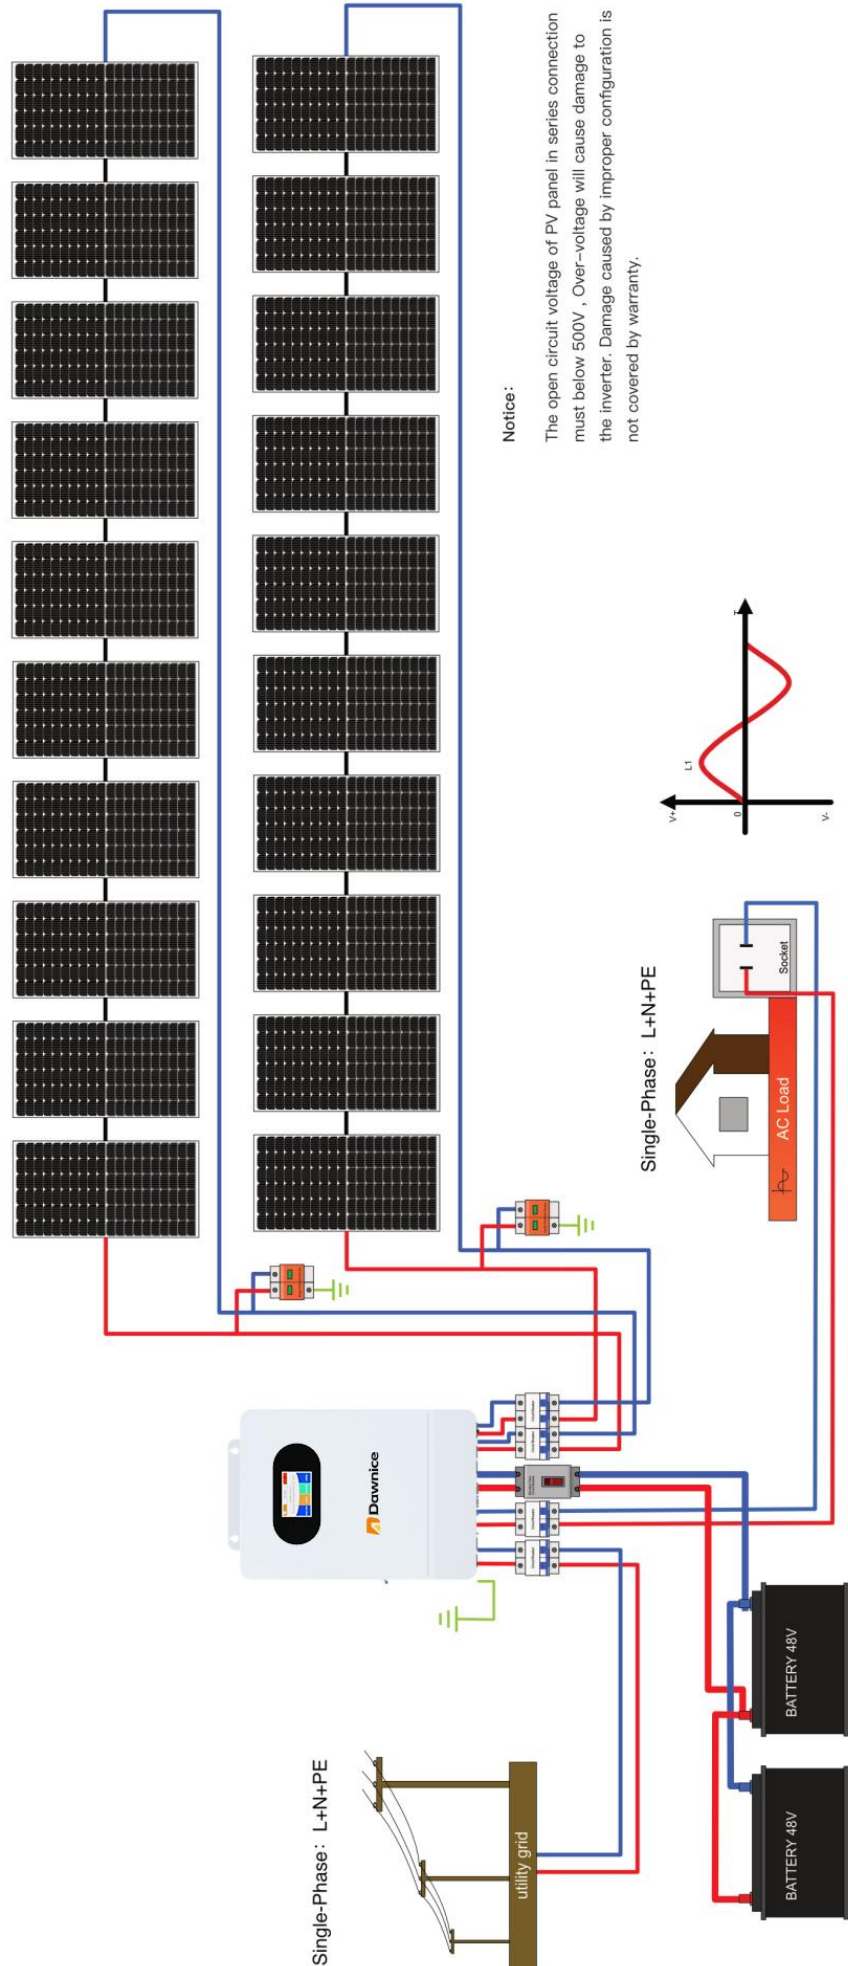 Notice:
The open circuit voltage of PV panel in series connection
must below 500V , Over-voltage will cause damage to
the inverter. Damage caused by improper configuration is
not covered by warranty.
Dawnice
Single-Phase: L+N+PE
utility grid
Single-Phase: L+N+PE
AC Load
Socket
V+
L1
0
V-
BATTERY 48V
BATTERY 48V